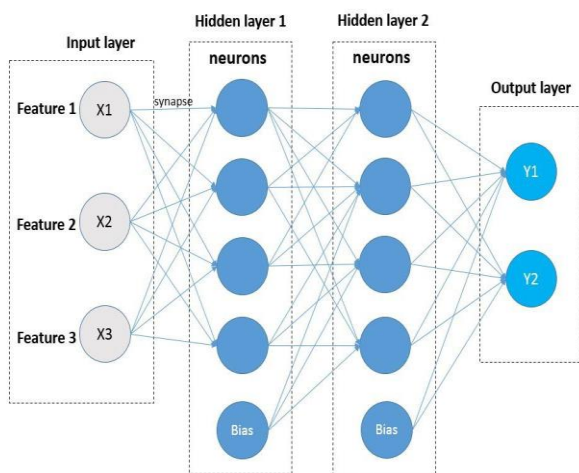 Hidden layer 1
Hidden layer 2
Input layer
neurons
neurons
Output layer
Feature 1
X1
synapse
Y1
Feature 2
X2
Y2
Feature 3
X3
Bias
Bias